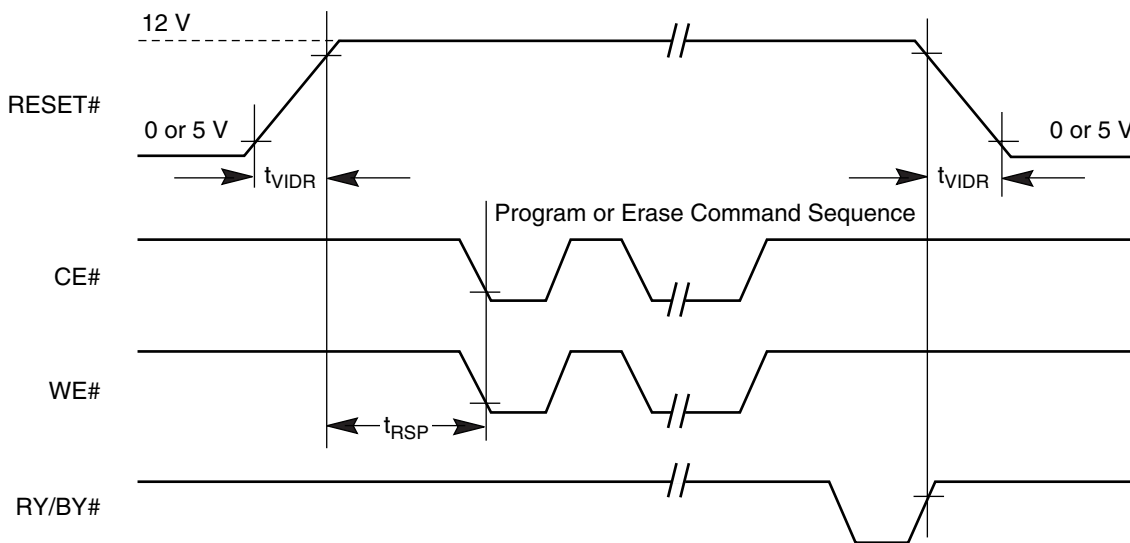 12 V
RESET#
0 or 5 V
0 or 5 V
tVIDR
tVIDR
Program or Erase Command Sequence
CE#
WE#
tRSP
RY/BY#